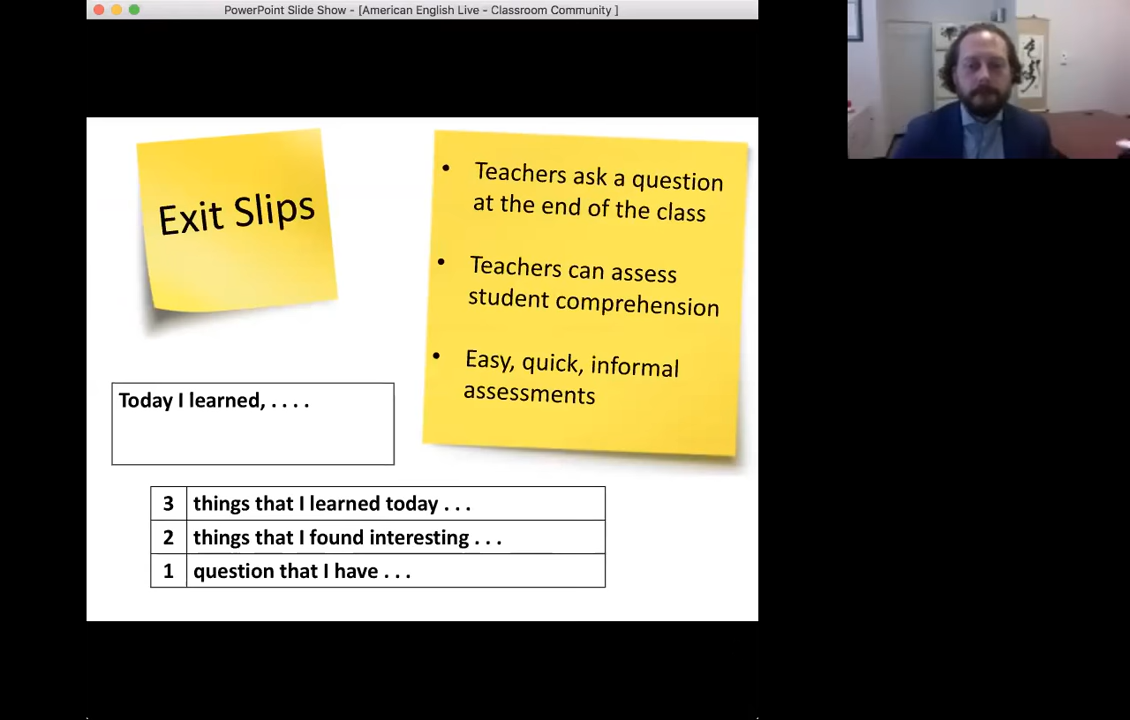 PowerPoint Slide Show - [American English Live - Classroom Community ]
Exit Slips
• Teachers ask a question
at the end of the class
• Teachers can assess
student comprehension
• Easy, quick, informal
assessments
Today I learned, . . . .
3 things that I learned today . . .
2 things that I found interesting . . .
1 question that I have . . .